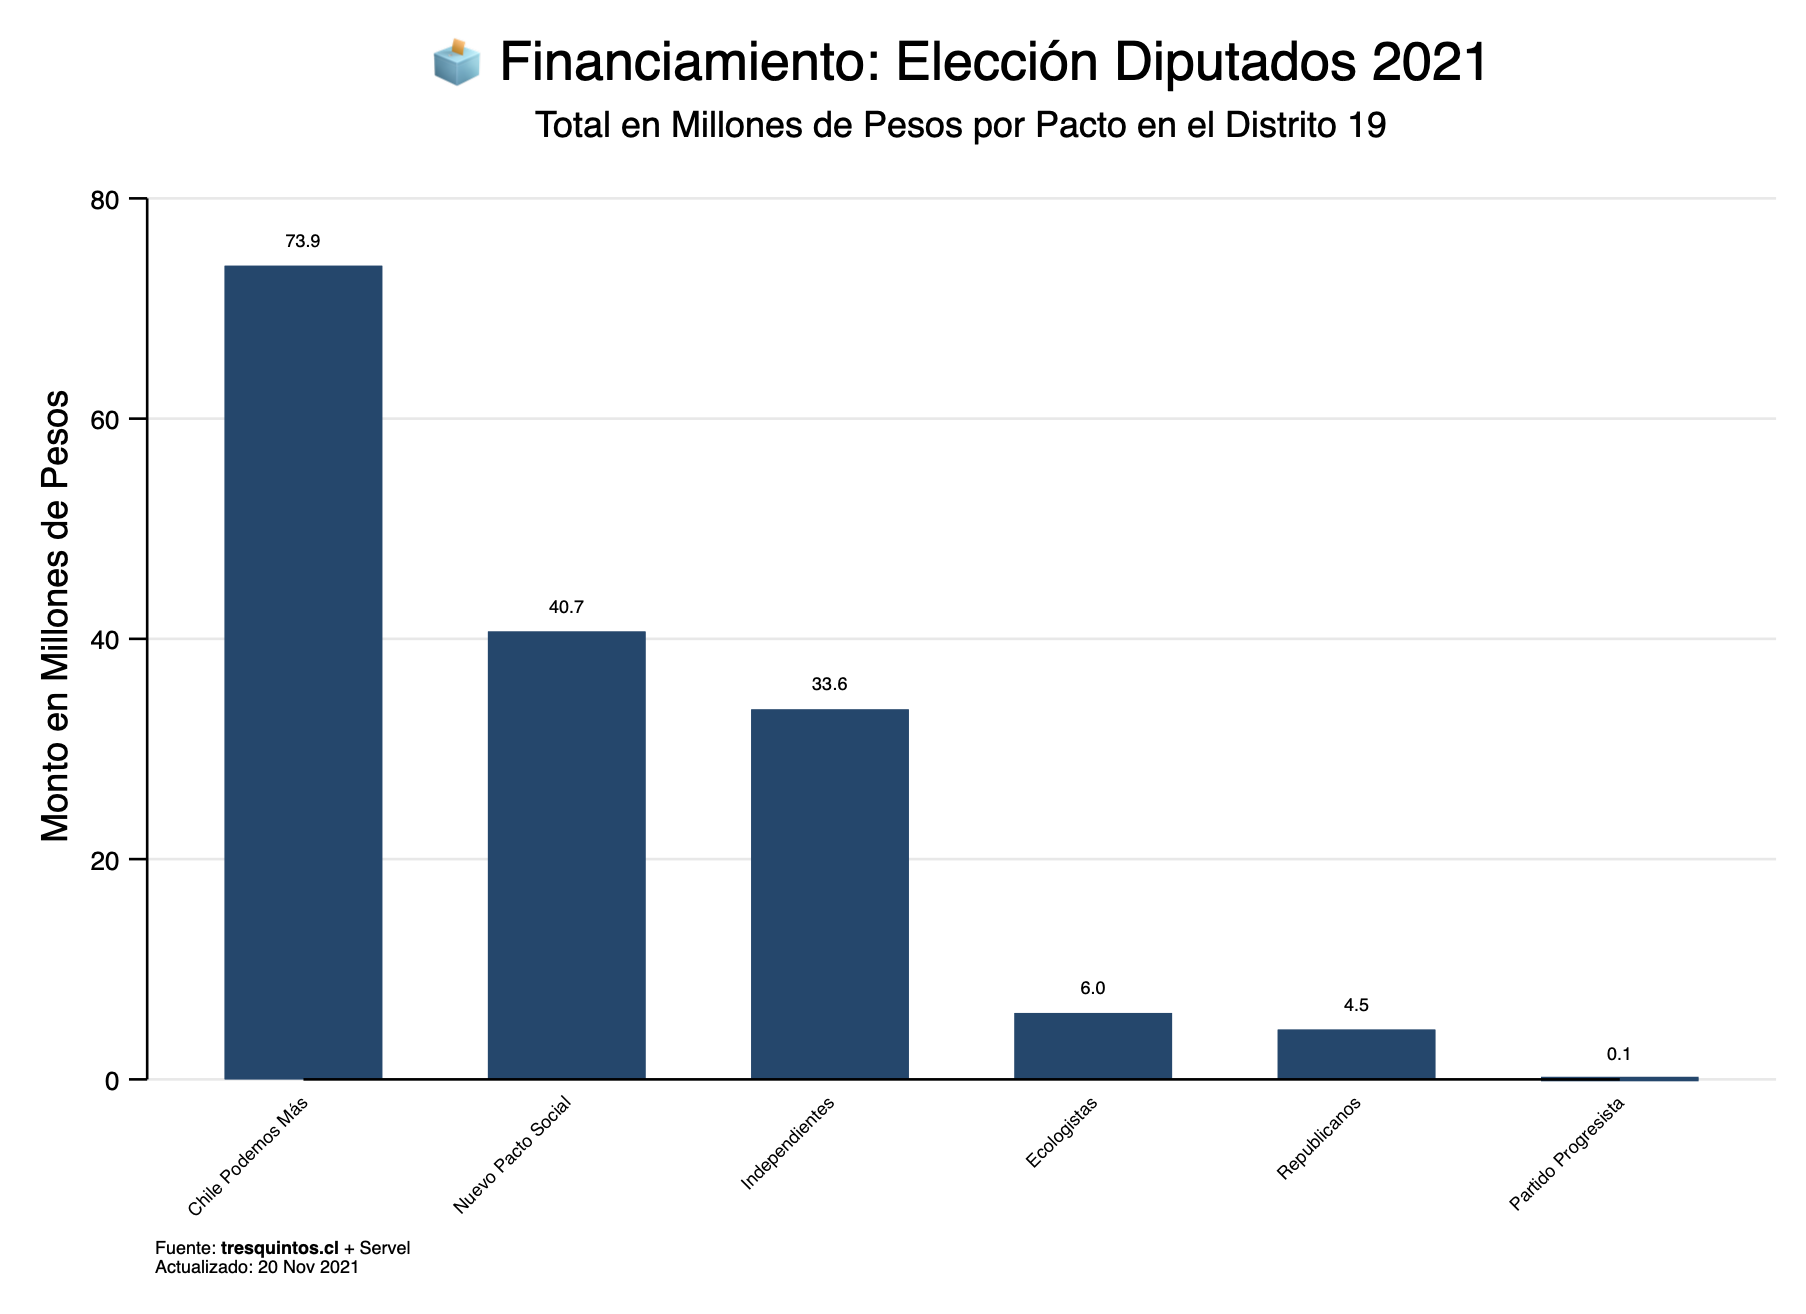 Financiamiento: Elección Diputados 2021
Total en Millones de Pesos por Pacto en el Distrito 19
Monto en Millones de Pesos
80
60
40
20
0
73.9
40.7
33.6
6.0
4.5
0.1
Chile Podemos Más
Nuevo Pacto Social
Independientes
Ecologistas
Republicanos
Partido Progresista
Fuente: tresquintos.cl + Servel
Actualizado: 20 Nov 2021